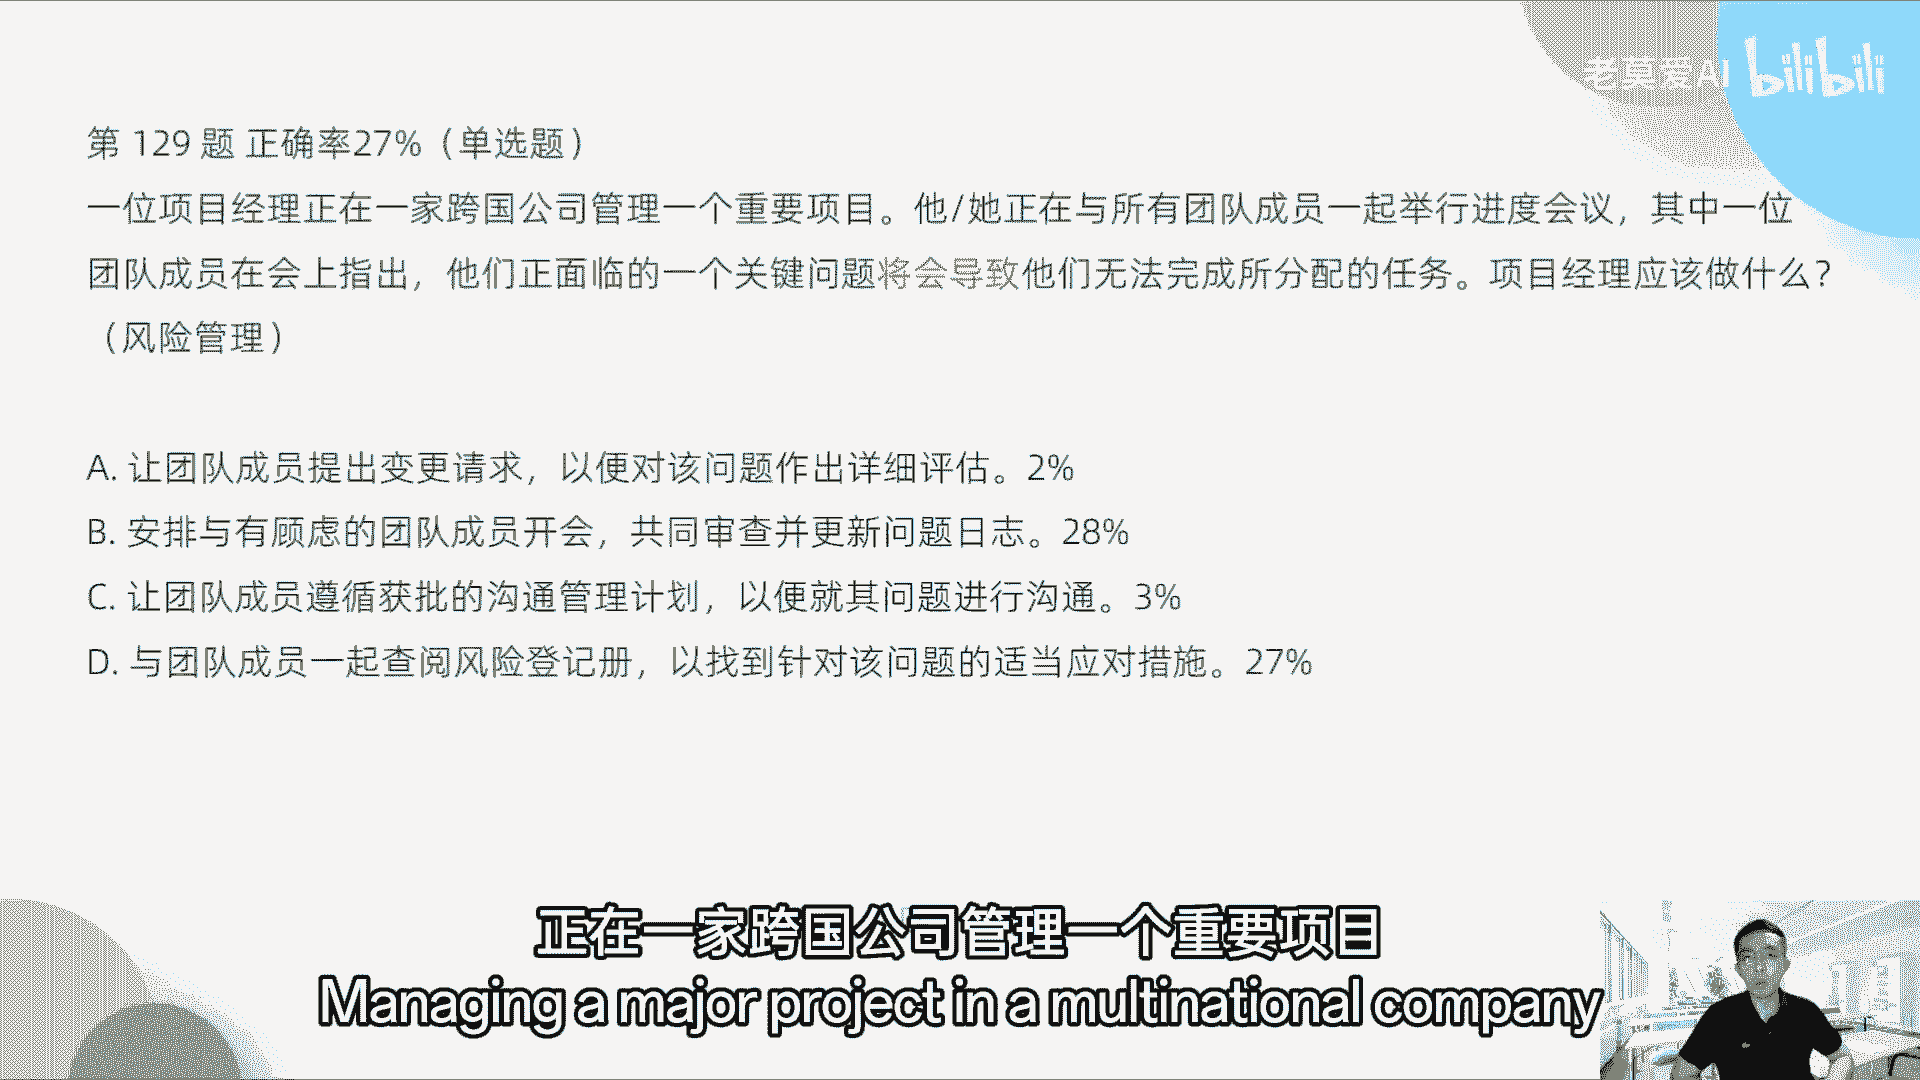 老莫爱AI bilibili
第 129 题 正确率27%（单选题）
一位项目经理正在一家跨国公司管理一个重要项目。他/她正在与所有团队成员一起举行进度会议，其中一位
团队成员在会上指出，他们正面临的一个关键问题将会导致他们无法完成所分配的任务。项目经理应该做什么？
（风险管理）
A. 让团队成员提出变更请求，以便对该问题作出详细评估。2%
B. 安排与有顾虑的团队成员开会，共同审查并更新问题日志。28%
C. 让团队成员遵循获批的沟通管理计划，以便就其问题进行沟通。3%
D. 与团队成员一起查阅风险登记册，以找到针对该问题的适当应对措施。27%
正在一家跨国公司管理一个重要项目
Managing a major project in a multinational company